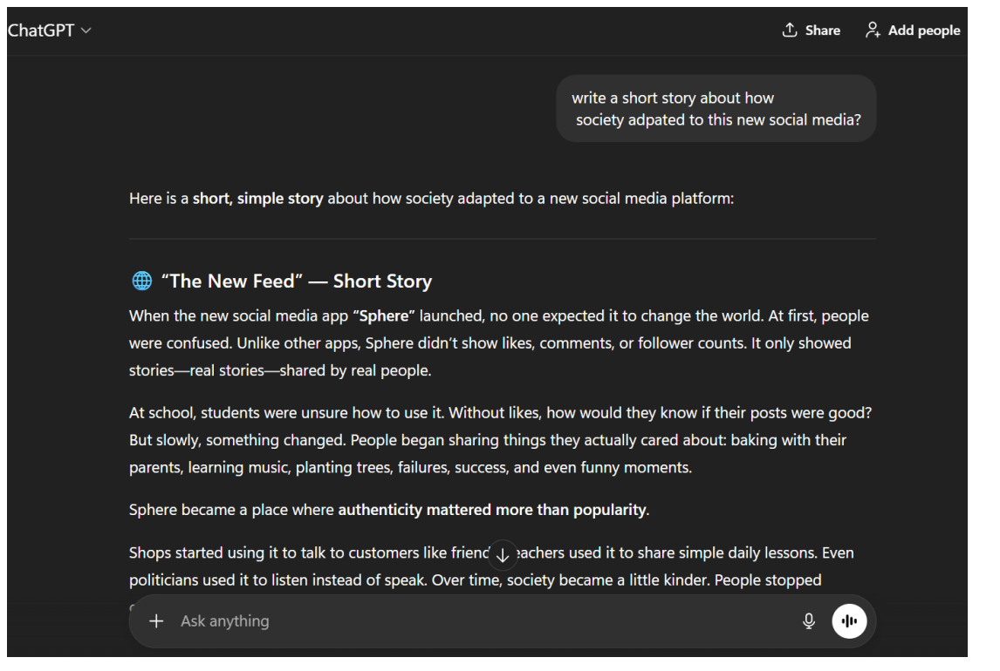 ChatGPT
Share
Add people
write a short story about how
society adpated to this new social media?
Here is a short, simple story about how society adapted to a new social media platform:
“The New Feed” — Short Story
When the new social media app “Sphere” launched, no one expected it to change the world. At first, people
were confused. Unlike other apps, Sphere didn’t show likes, comments, or follower counts. It only showed
stories—real stories—shared by real people.
At school, students were unsure how to use it. Without likes, how would they know if their posts were good?
But slowly, something changed. People began sharing things they actually cared about: baking with their
parents, learning music, planting trees, failures, success, and even funny moments.
Sphere became a place where authenticity mattered more than popularity.
Shops started using it to talk to customers like used it to share simple daily lessons. Even
politicians used it to listen instead of speak. Over time, society became a little kinder. People stopped
Ask anything